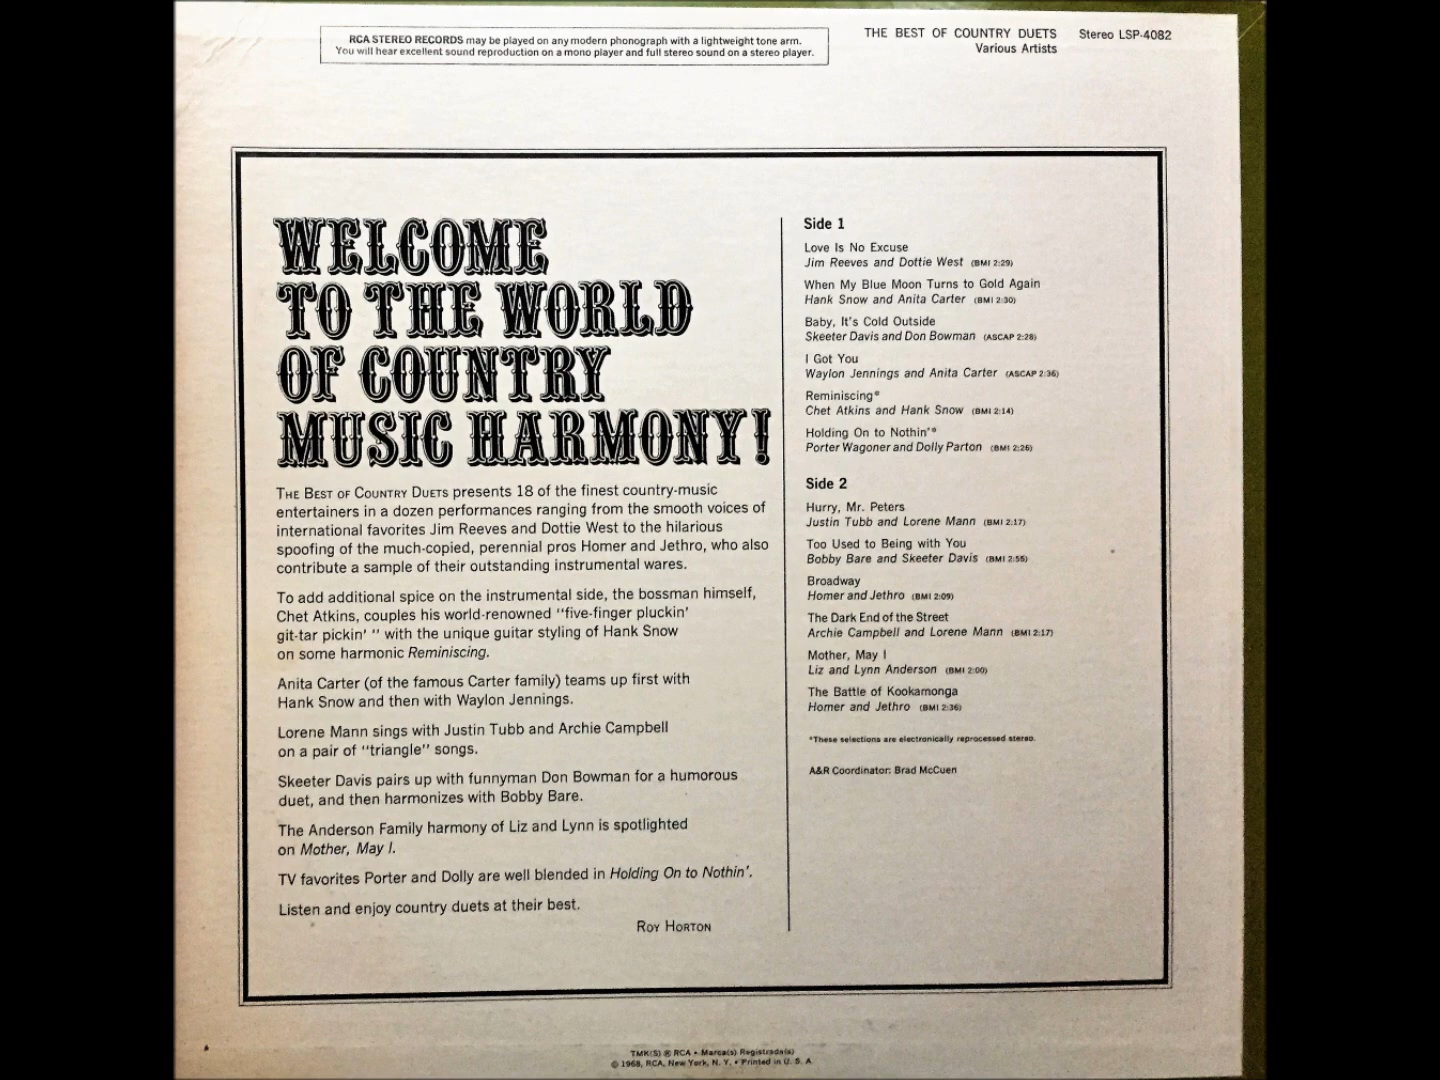 RCA STEREO RECORDS may be played on any modern phonograph with a lightweight tone arm.
You will hear excellent sound reproduction on a mono player and full stereo sound on a stereo player.
THE BEST OF COUNTRY DUETS Stereo LSP-4082
Various Artists
WELCOME
TO THE WORLD
OF COUNTRY
MUSIC HARMONY!
THE BEST OF COUNTRY DUETS presents 18 of the finest country-music
entertainers in a dozen performances ranging from the smooth voices of
international favorites Jim Reeves and Dottie West to the hilarious
spoofing of the much-copied, perennial pros Homer and Jethro, who also
contribute a sample of their outstanding instrumental wares.
To add additional spice on the instrumental side, the bossman himself,
Chet Atkins, couples his world-renowned "five-finger pluckin'
git-tar pickin' " with the unique guitar styling of Hank Snow
on some harmonic Reminiscing.
Anita Carter (of the famous Carter family) teams up first with
Hank Snow and then with Waylon Jennings.
Lorene Mann sings with Justin Tubb and Archie Campbell
on a pair of "triangle" songs.
Skeeter Davis pairs up with funnyman Don Bowman for a humorous
duet, and then harmonizes with Bobby Bare.
The Anderson Family harmony of Liz and Lynn is spotlighted
on Mother, May I.
TV favorites Porter and Dolly are well blended in Holding On to Nothin'.
Listen and enjoy country duets at their best.
ROY HORTON
Side 1
Love Is No Excuse
Jim Reeves and Dottie West (BMI 2:29)
When My Blue Moon Turns to Gold Again
Hank Snow and Anita Carter (BMI 2:30)
Baby, It's Cold Outside
Skeeter Davis and Don Bowman (ASCAP 2:28)
I Got You
Waylon Jennings and Anita Carter (ASCAP 2:36)
Reminiscing*
Chet Atkins and Hank Snow (BMI 2:14)
Holding On to Nothin'*
Porter Wagoner and Dolly Parton (BMI 2:26)
Side 2
Hurry, Mr. Peters
Justin Tubb and Lorene Mann (BMI 2:17)
Too Used to Being with You
Bobby Bare and Skeeter Davis (BMI 2:55)
Broadway
Homer and Jethro (BMI 2:09)
The Dark End of the Street
Archie Campbell and Lorene Mann (BMI 2:17)
Mother, May I
Liz and Lynn Anderson (BMI 2:00)
The Battle of Kookamonga
Homer and Jethro (BMI 2:36)
*These selections are electronically reprocessed stereo.
A&R Coordinator: Brad McCuen
TMK(S) ® RCA • Marca(s) Registrada(s)
© 1968, RCA, New York, N. Y. • Printed in U. S. A